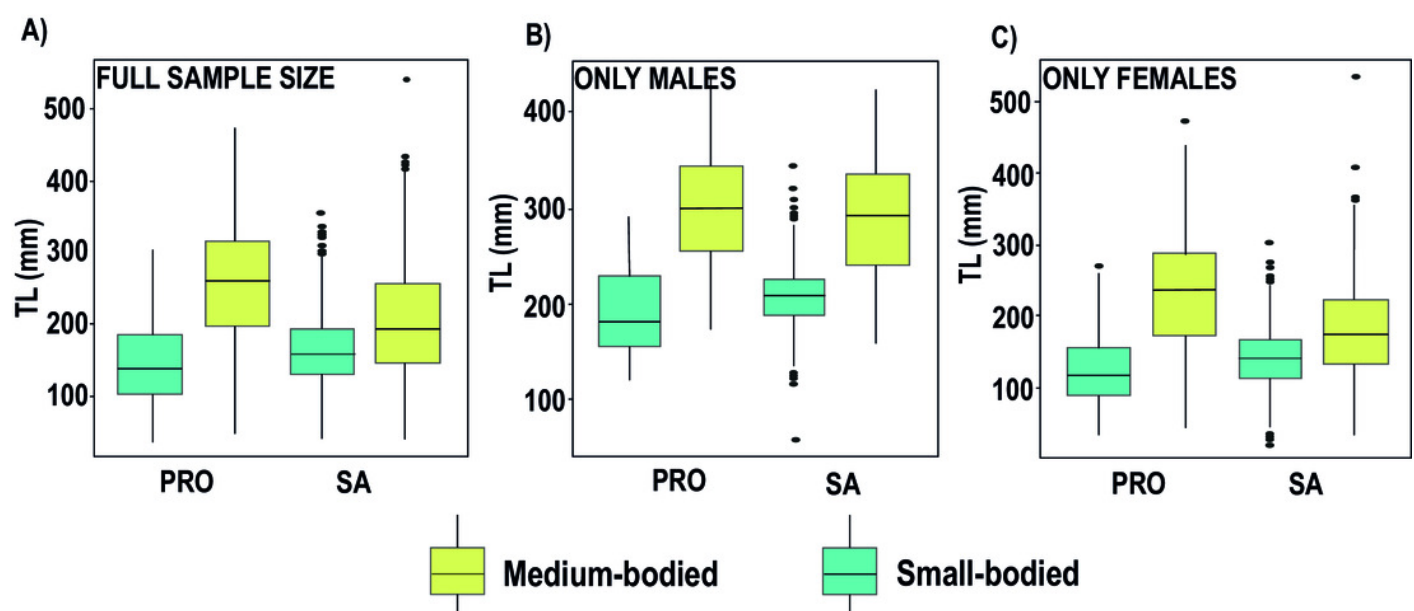 A)
FULL SAMPLE SIZE
500
400
300
200
100
TL (mm)
PRO SA
B)
ONLY MALES
400
300
200
100
TL (mm)
PRO SA
C)
ONLY FEMALES
500
400
300
200
100
TL (mm)
PRO SA
Medium-bodied Small-bodied